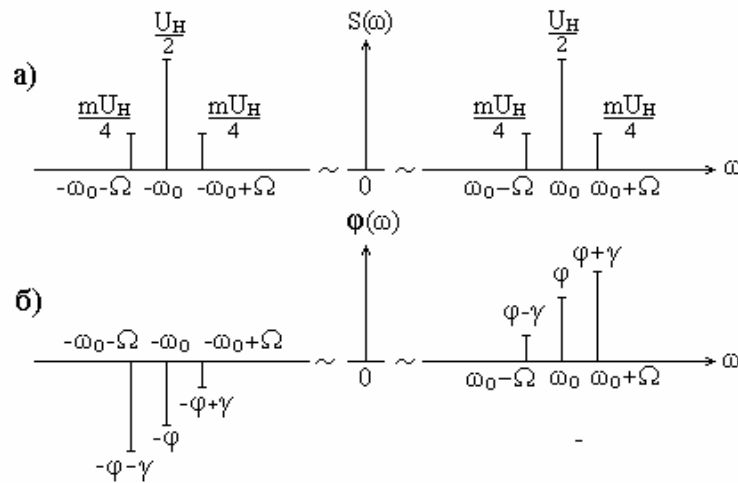 U_H/2 S(ω) U_H/2
а)
mU_H/4 mU_H/4 mU_H/4 mU_H/4
-ω₀-Ω -ω₀ -ω₀+Ω ~ 0 ~ ω₀-Ω ω₀ ω₀+Ω ω
φ(ω)
φ+γ
φ
б)
φ-γ
-ω₀-Ω -ω₀ -ω₀+Ω
~ 0 ~ ω₀-Ω ω₀ ω₀+Ω ω
-φ+γ
-φ
-φ-γ
-